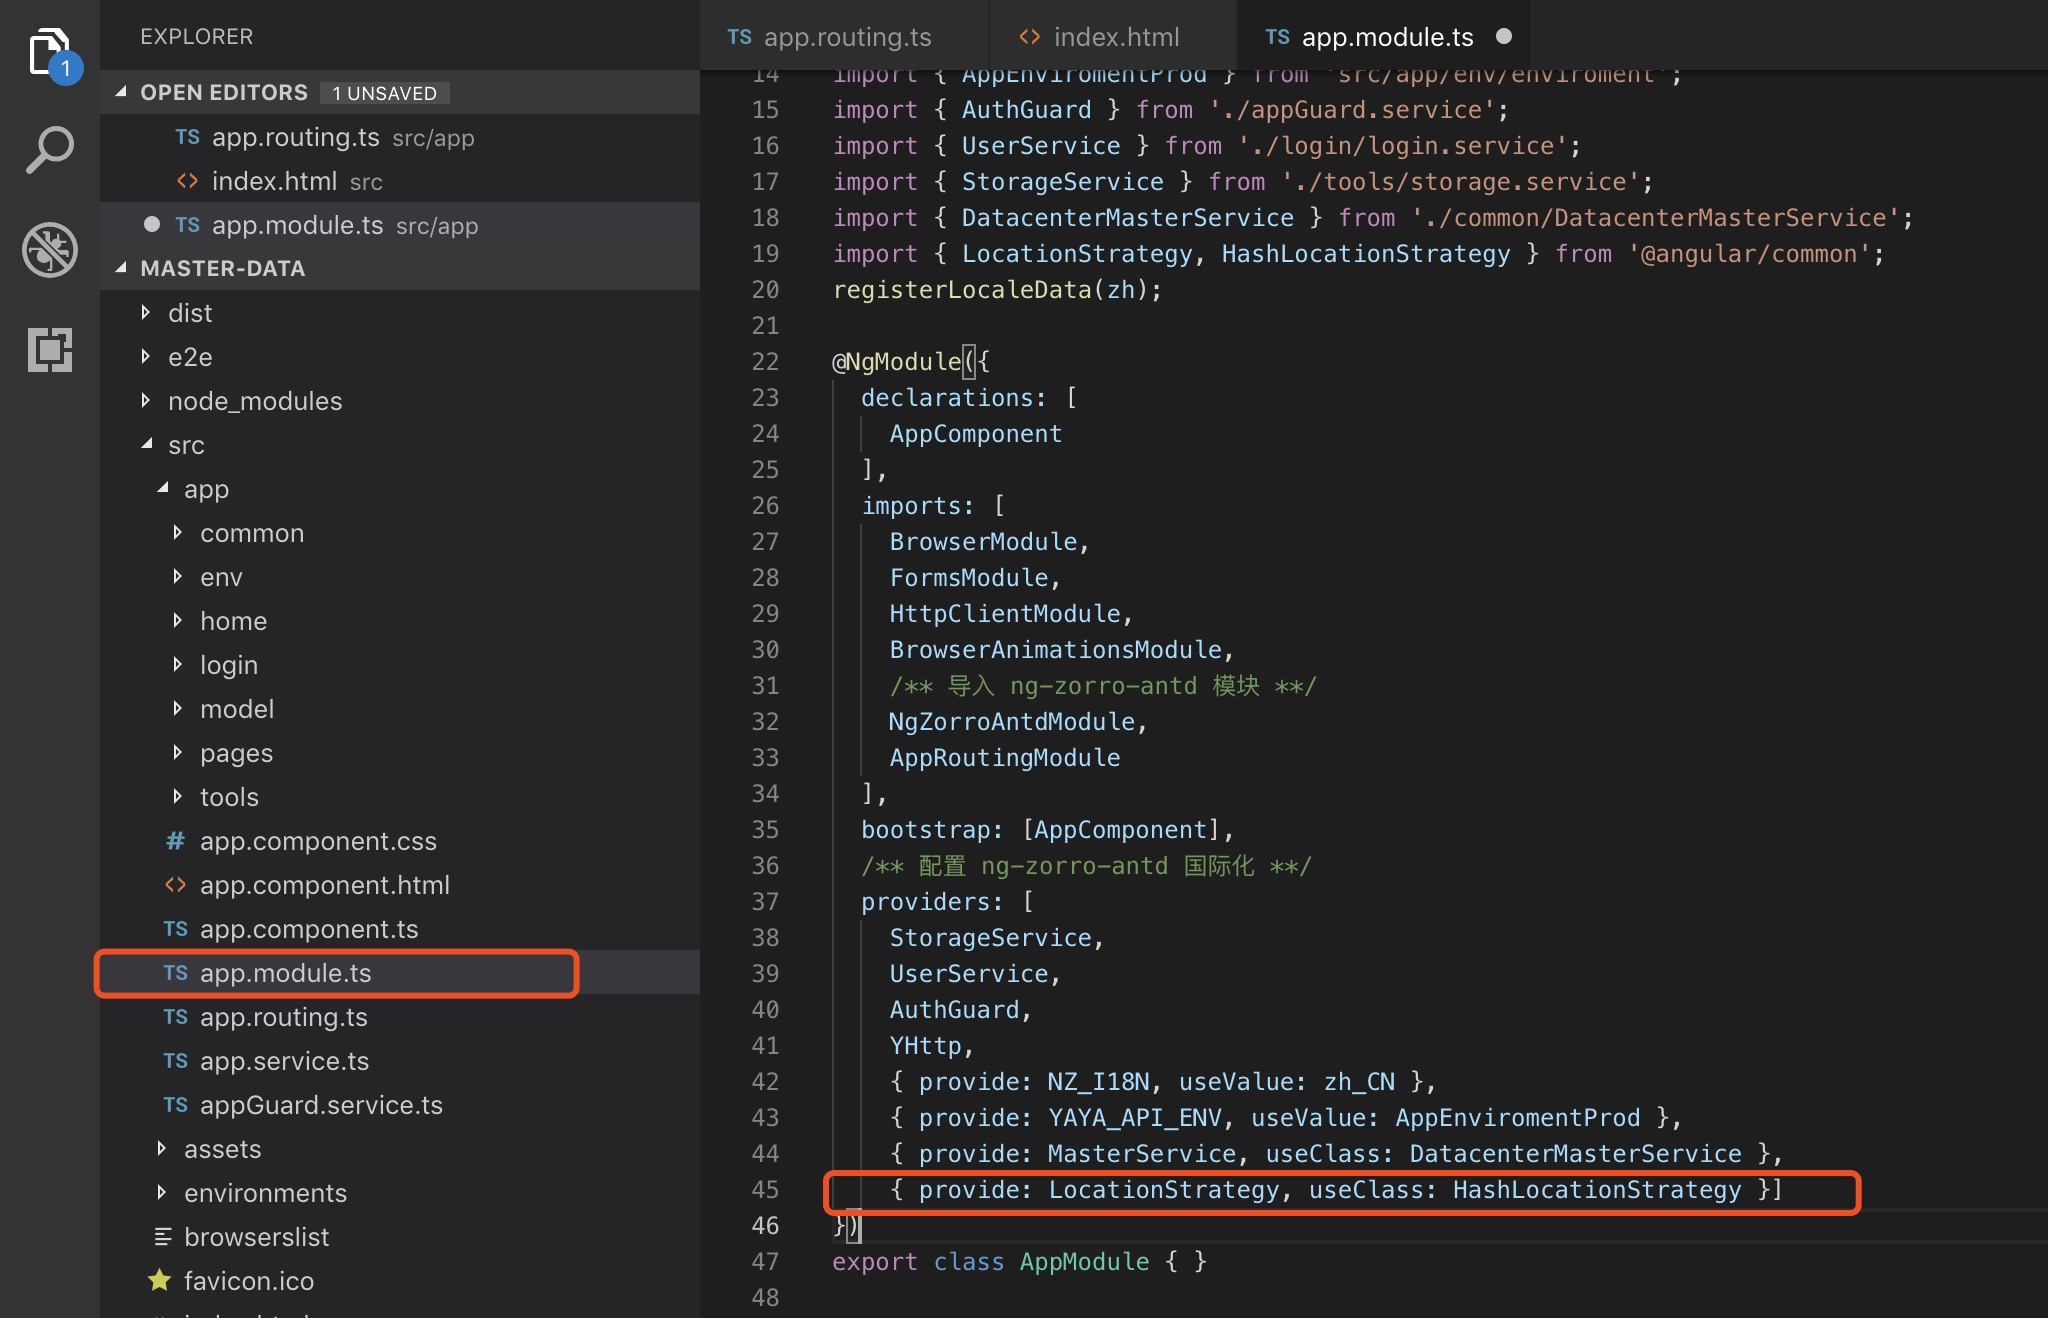 EXPLORER
OPEN EDITORS 1 UNSAVED
TS app.routing.ts src/app
<> index.html src
TS app.module.ts src/app
MASTER-DATA
dist
e2e
node_modules
src
app
common
env
home
login
model
pages
tools
# app.component.css
<> app.component.html
TS app.component.ts
TS app.module.ts
TS app.routing.ts
TS app.service.ts
TS appGuard.service.ts
assets
environments
browserslist
favicon.ico
1
TS app.routing.ts <> index.html TS app.module.ts
14 import { AppEnviromentProd } from 'src/app/env/enviroment';
15 import { AuthGuard } from './appGuard.service';
16 import { UserService } from './login/login.service';
17 import { StorageService } from './tools/storage.service';
18 import { DatacenterMasterService } from './common/DatacenterMasterService';
19 import { LocationStrategy, HashLocationStrategy } from '@angular/common';
20 registerLocaleData(zh);
21
22 @NgModule({
23 declarations: [
24 AppComponent
25 ],
26 imports: [
27 BrowserModule,
28 FormsModule,
29 HttpClientModule,
30 BrowserAnimationsModule,
31 /** 导入 ng-zorro-antd 模块 **/
32 NgZorroAntdModule,
33 AppRoutingModule
34 ],
35 bootstrap: [AppComponent],
36 /** 配置 ng-zorro-antd 国际化 **/
37 providers: [
38 StorageService,
39 UserService,
40 AuthGuard,
41 YHttp,
42 { provide: NZ_I18N, useValue: zh_CN },
43 { provide: YAYA_API_ENV, useValue: AppEnviromentProd },
44 { provide: MasterService, useClass: DatacenterMasterService },
45 { provide: LocationStrategy, useClass: HashLocationStrategy }]
46 })
47 export class AppModule { }
48